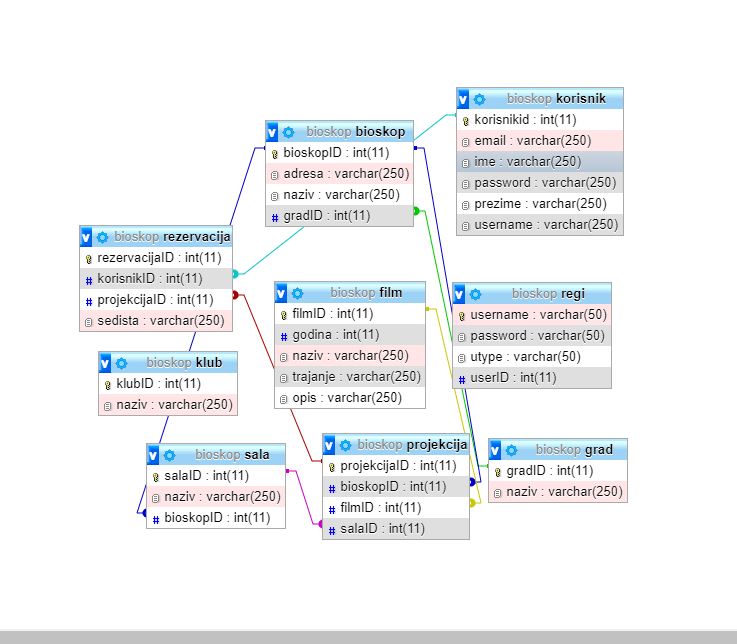 bioskop korisnik
korisnikid : int(11)
email : varchar(250)
ime : varchar(250)
password : varchar(250)
prezime : varchar(250)
username : varchar(250)
bioskop bioskop
bioskopID : int(11)
adresa : varchar(250)
naziv : varchar(250)
gradID : int(11)
bioskop rezervacija
rezervacijaID : int(11)
korisnikID : int(11)
projekcijaID : int(11)
sedista : varchar(250)
bioskop film
filmID : int(11)
godina : int(11)
naziv : varchar(250)
trajanje : varchar(250)
opis : varchar(250)
bioskop regi
username : varchar(50)
password : varchar(50)
utype : varchar(50)
userID : int(11)
bioskop klub
klubID : int(11)
naziv : varchar(250)
bioskop sala
salaID : int(11)
naziv : varchar(250)
bioskopID : int(11)
bioskop projekcija
projekcijaID : int(11)
bioskopID : int(11)
filmID : int(11)
salaID : int(11)
bioskop grad
gradID : int(11)
naziv : varchar(250)